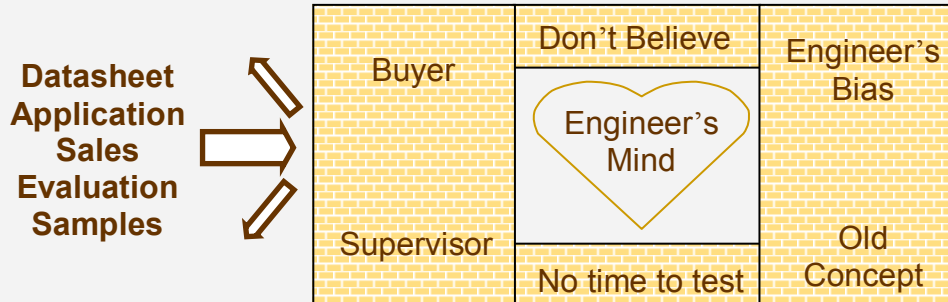 Datasheet
Application
Sales
Evaluation
Samples
Buyer
Supervisor
Don’t Believe
Engineer’s
Mind
No time to test
Engineer’s
Bias
Old
Concept